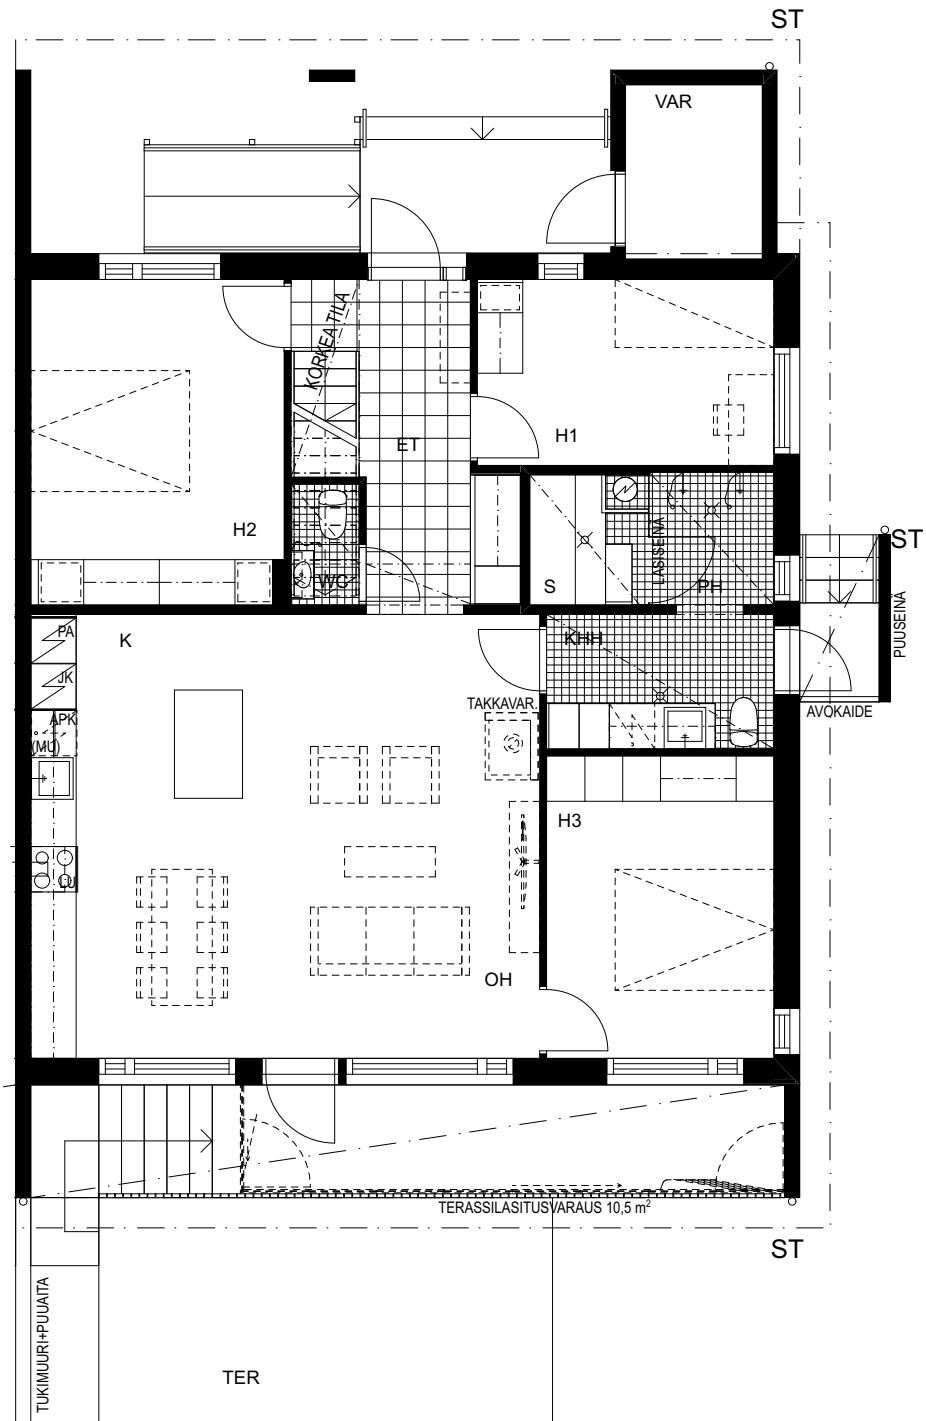 ST
VAR
KORKEA TILA
ET
H1
H2
WC
S
LASISEINÄ
PH
ST
PUUSEINÄ
PA
K
KHH
JK
TAKKAVAR.
AVOKAIDE
APK
(MU)
H3
LU
OH
TERASSILASITUSVARAUS 10,5 m²
ST
TUKIMUURI+PUUAITA
TER